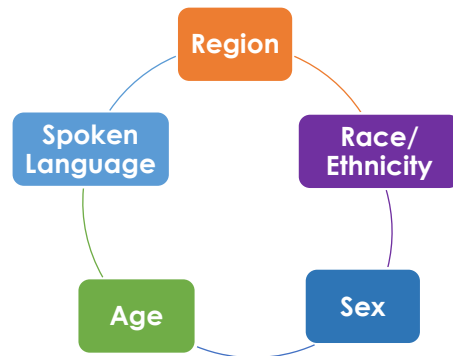 Region
Spoken
Language
Race/
Ethnicity
Age
Sex